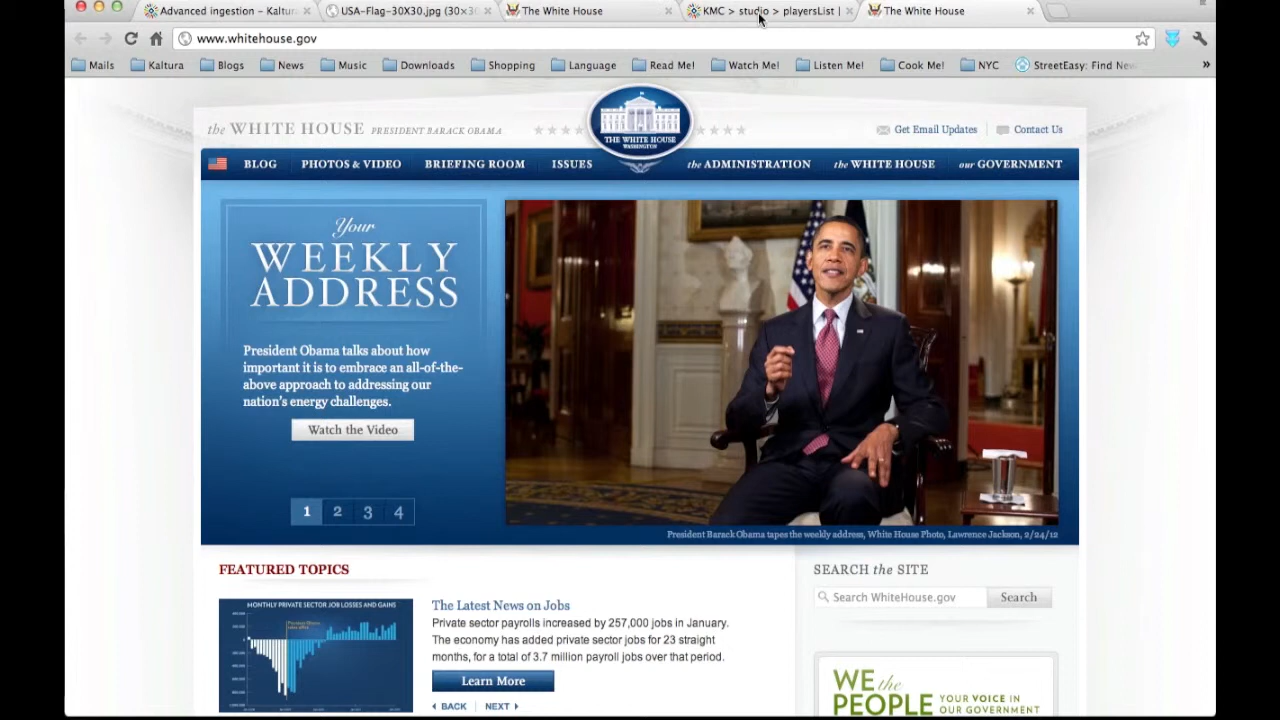 Advanced ingestion – Kaltur
USA-Flag-30X30.jpg (30×3
The White House
KMC > studio > playersList |
The White House
www.whitehouse.gov
Mails
Kaltura
Blogs
News
Music
Downloads
Shopping
Language
Read Me!
Watch Me!
Listen Me!
Cook Me!
NYC
StreetEasy: Find New
»
the WHITE HOUSE PRESIDENT BARACK OBAMA
THE WHITE HOUSE
WASHINGTON
Get Email Updates
Contact Us
BLOG
PHOTOS & VIDEO
BRIEFING ROOM
ISSUES
the ADMINISTRATION
the WHITE HOUSE
our GOVERNMENT
Your
WEEKLY
ADDRESS
President Obama talks about how
important it is to embrace an all-of-the-
above approach to addressing our
nation's energy challenges.
Watch the Video
1 2 3 4
President Barack Obama tapes the weekly address, White House Photo, Lawrence Jackson, 2/24/12
FEATURED TOPICS
MONTHLY PRIVATE SECTOR JOB LOSSES AND GAINS
The Latest News on Jobs
Private sector payrolls increased by 257,000 jobs in January.
The economy has added private sector jobs for 23 straight
months, for a total of 3.7 million payroll jobs over that period.
Learn More
BACK
NEXT
SEARCH the SITE
Search WhiteHouse.gov
Search
WE the
PEOPLE
YOUR VOICE IN
OUR GOVERNMENT